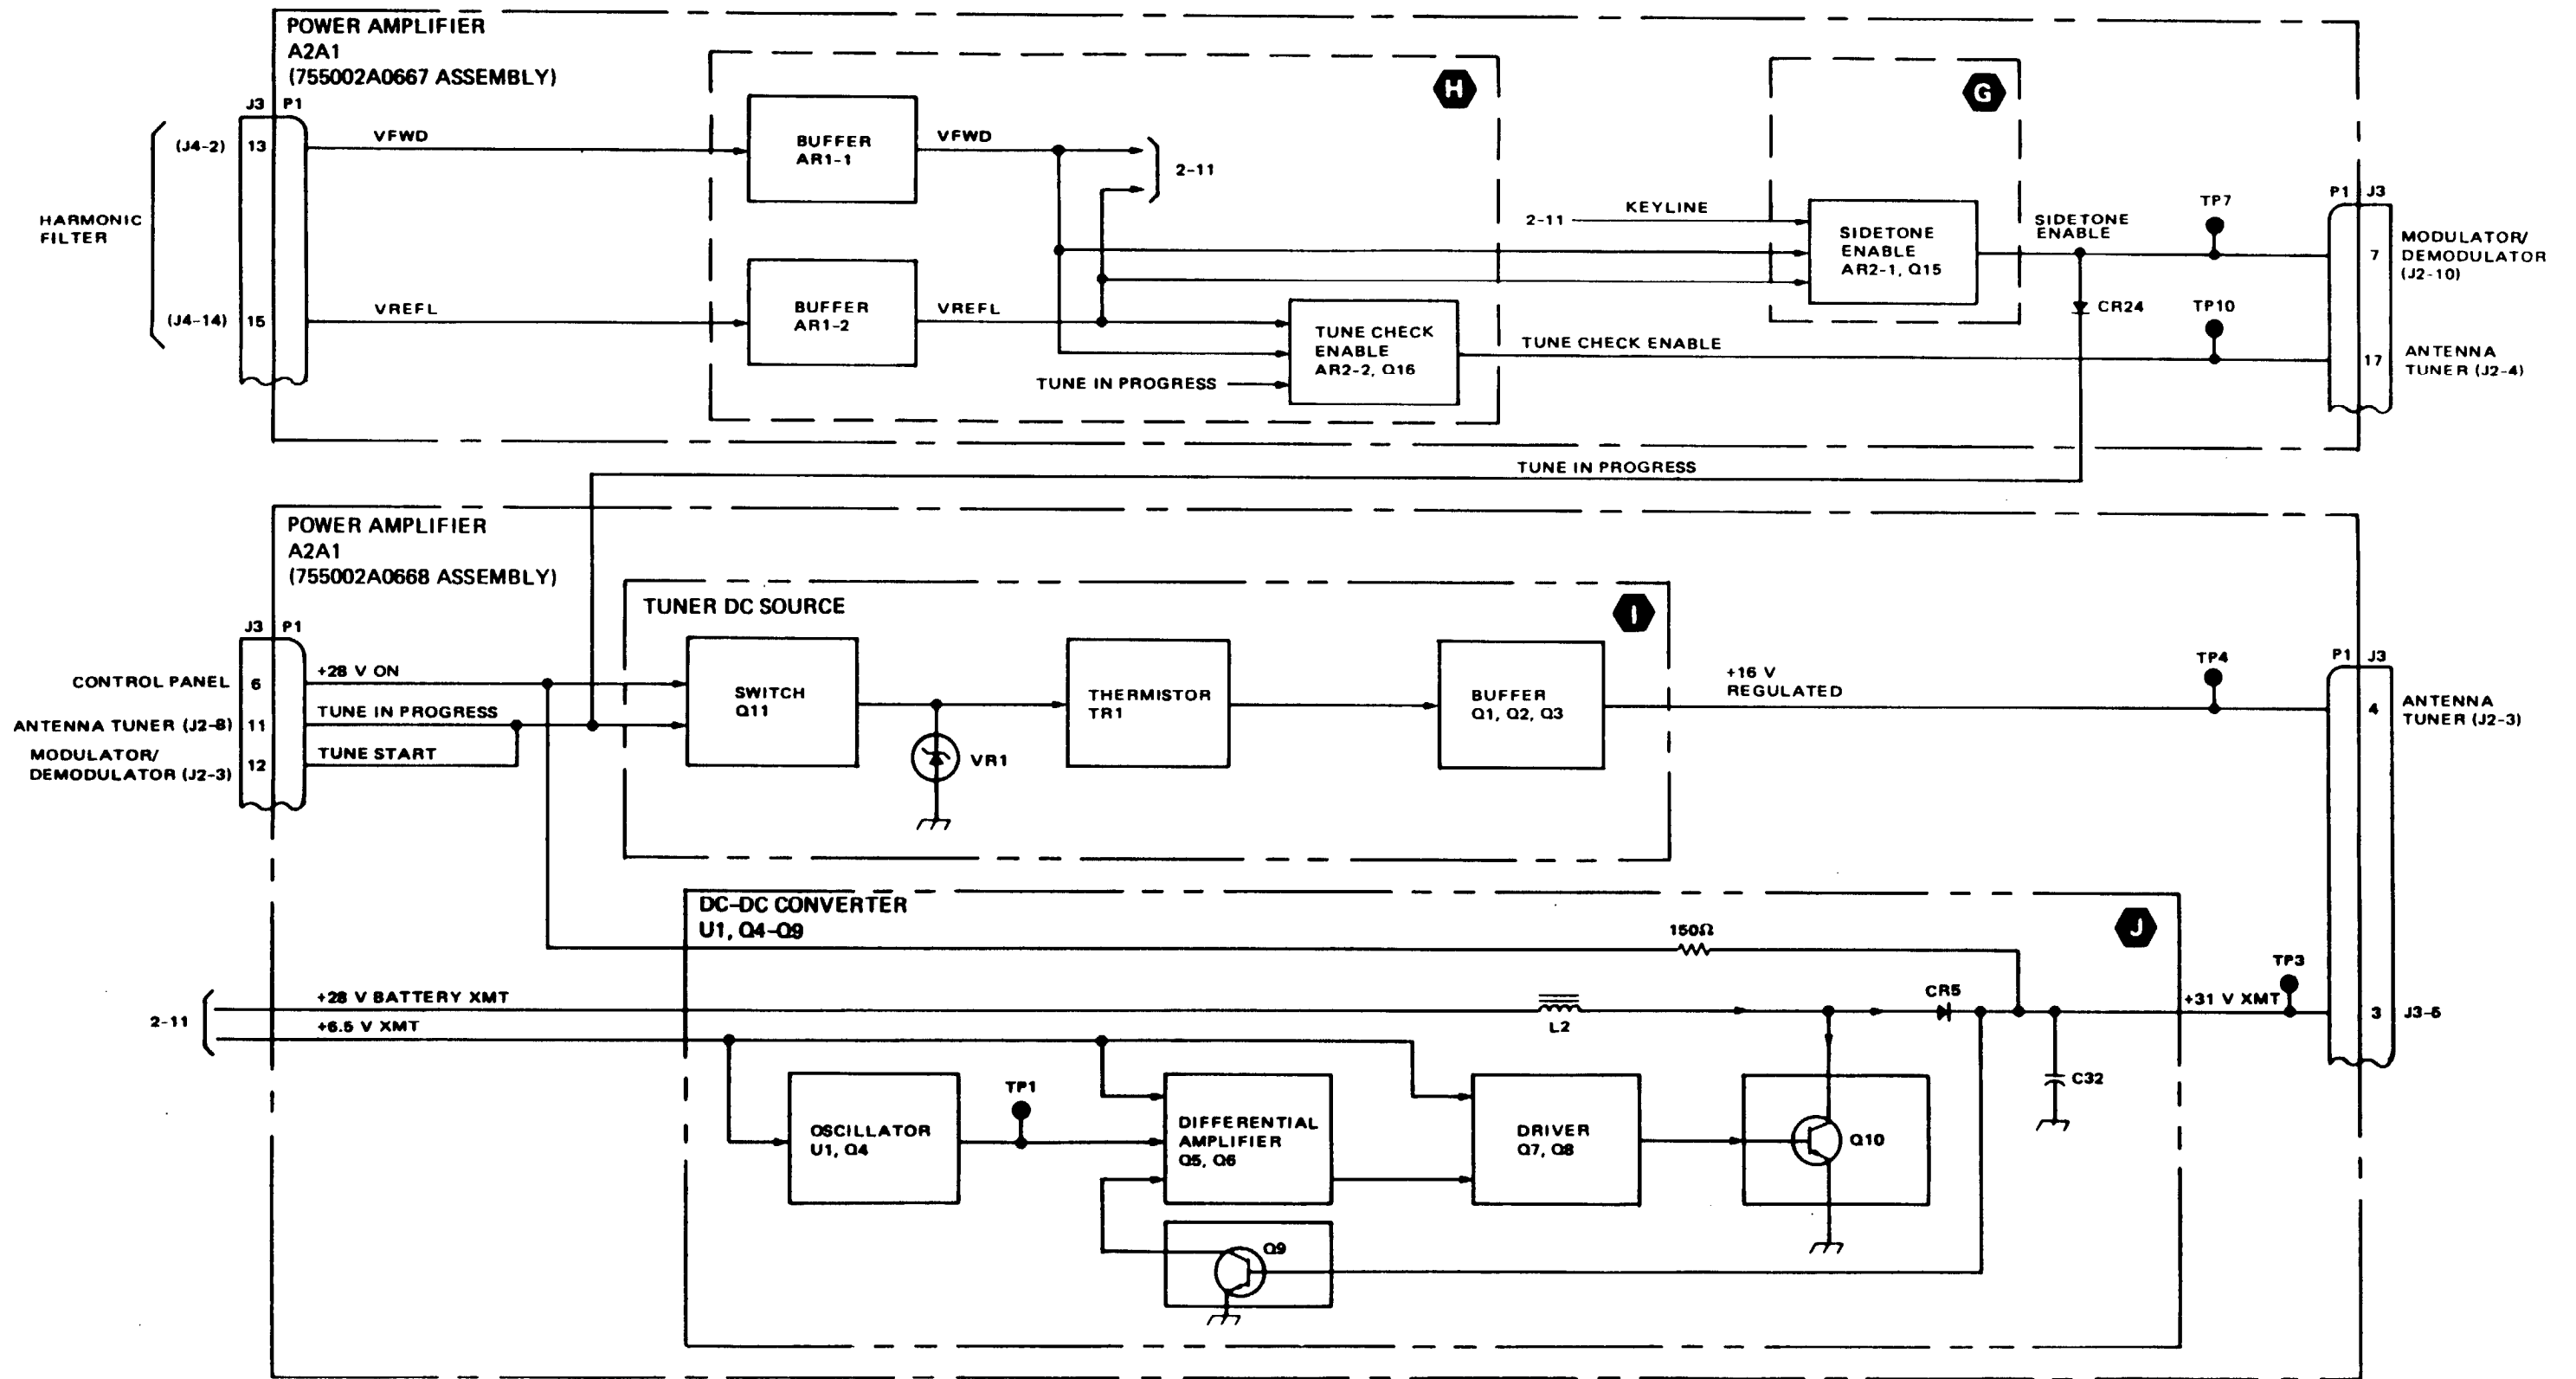 POWER AMPLIFIER
A2A1
(755002A0667 ASSEMBLY)
H
G
J3 P1
(J4-2) 13
VFWD
BUFFER
AR1-1
VFWD
2-11
HARMONIC
FILTER
(J4-14) 15
VREFL
BUFFER
AR1-2
VREFL
TUNE CHECK
ENABLE
AR2-2, Q16
TUNE IN PROGRESS
2-11
KEYLINE
SIDETONE
ENABLE
AR2-1, Q15
SIDETONE
ENABLE
TP7
CR24
TP10
TUNE CHECK ENABLE
P1 J3
7
MODULATOR/
DEMODULATOR
(J2-10)
17
ANTENNA
TUNER (J2-4)
TUNE IN PROGRESS
POWER AMPLIFIER
A2A1
(755002A0668 ASSEMBLY)
TUNER DC SOURCE
I
J3 P1
CONTROL PANEL 6
+28 V ON
ANTENNA TUNER (J2-8) 11
TUNE IN PROGRESS
MODULATOR/
DEMODULATOR (J2-3) 12
TUNE START
SWITCH
Q11
VR1
THERMISTOR
TR1
BUFFER
Q1, Q2, Q3
+16 V
REGULATED
TP4
P1 J3
4
ANTENNA
TUNER (J2-3)
DC-DC CONVERTER
U1, Q4-Q9
J
150Ω
2-11
+28 V BATTERY XMT
+6.5 V XMT
L2
CR5
+31 V XMT
TP3
3 J3-5
C32
OSCILLATOR
U1, Q4
TP1
DIFFERENTIAL
AMPLIFIER
Q5, Q6
DRIVER
Q7, Q8
Q10
Q9